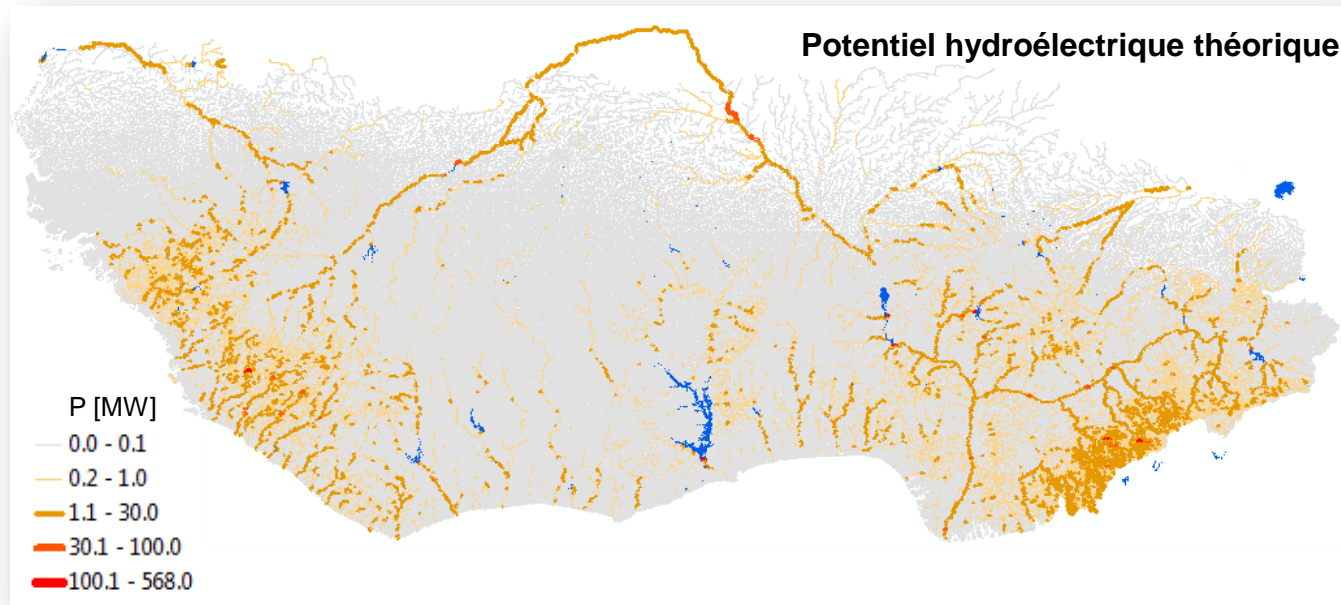 Potentiel hydroélectrique théorique
P [MW]
0.0 - 0.1
0.2 - 1.0
1.1 - 30.0
30.1 - 100.0
100.1 - 568.0